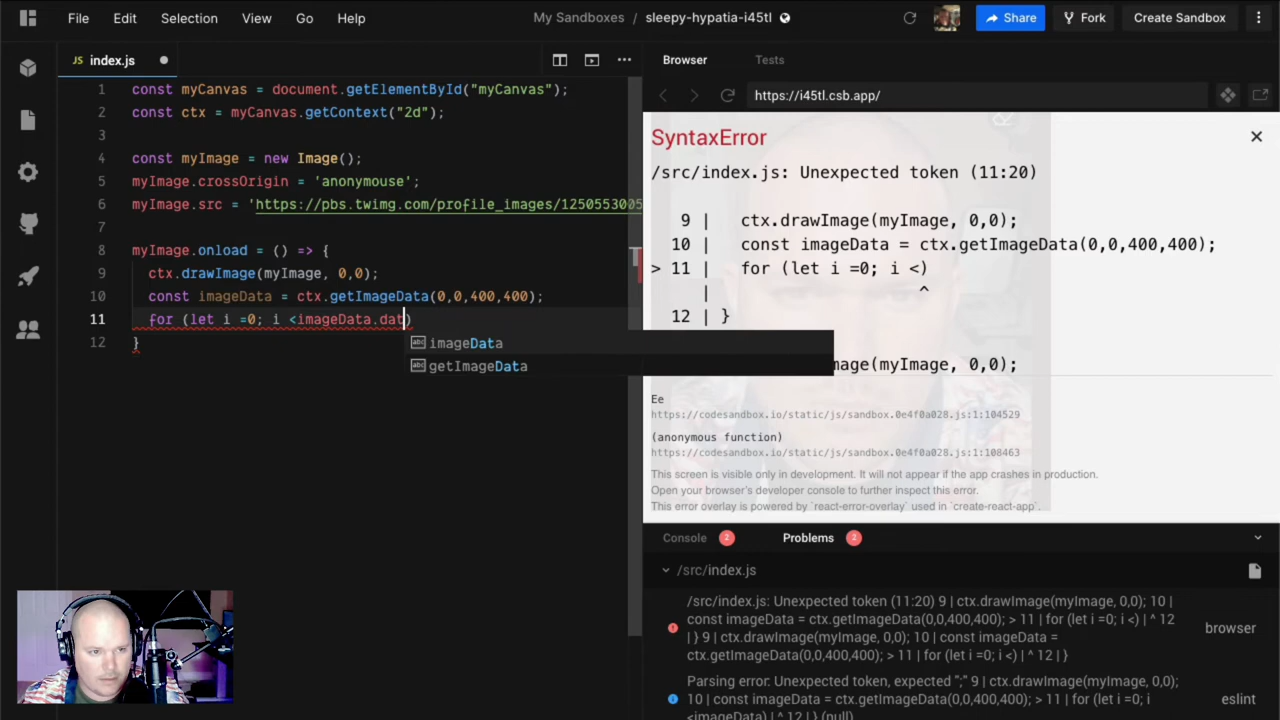 File Edit Selection View Go Help My Sandboxes / sleepy-hypatia-i45tl Share Fork Create Sandbox
JS index.js
Browser Tests
https://i45tl.csb.app/
1 const myCanvas = document.getElementById("myCanvas");
2 const ctx = myCanvas.getContext("2d");
3
4 const myImage = new Image();
5 myImage.crossOrigin = 'anonymouse';
6 myImage.src = 'https://pbs.twimg.com/profile_images/1250553005
7
8 myImage.onload = () => {
9 ctx.drawImage(myImage, 0,0);
10 const imageData = ctx.getImageData(0,0,400,400);
11 for (let i =0; i <imageData.dat)
12 }
abc imageData
abc getImageData
SyntaxError
/src/index.js: Unexpected token (11:20)
9 | ctx.drawImage(myImage, 0,0);
10 | const imageData = ctx.getImageData(0,0,400,400);
> 11 | for (let i =0; i <)
| ^
12 | }
mage(myImage, 0,0);
Ee
https://codesandbox.io/static/js/sandbox.0e4f0a028.js:1:104529
(anonymous function)
https://codesandbox.io/static/js/sandbox.0e4f0a028.js:1:108463
This screen is visible only in development. It will not appear if the app crashes in production.
Open your browser's developer console to further inspect this error.
This error overlay is powered by `react-error-overlay` used in `create-react-app`.
Console 2 Problems 2
/src/index.js
/src/index.js: Unexpected token (11:20) 9 | ctx.drawImage(myImage, 0,0); 10 |
const imageData = ctx.getImageData(0,0,400,400); > 11 | for (let i =0; i <) | ^ 12
| } 9 | ctx.drawImage(myImage, 0,0); 10 | const imageData =
ctx.getImageData(0,0,400,400); > 11 | for (let i =0; i <) | ^ 12 | }
browser
Parsing error: Unexpected token, expected ";" 9 | ctx.drawImage(myImage, 0,0);
10 | const imageData = ctx.getImageData(0,0,400,400); > 11 | for (let i =0; i
<imageData) | ^ 12 | } (null)
eslint